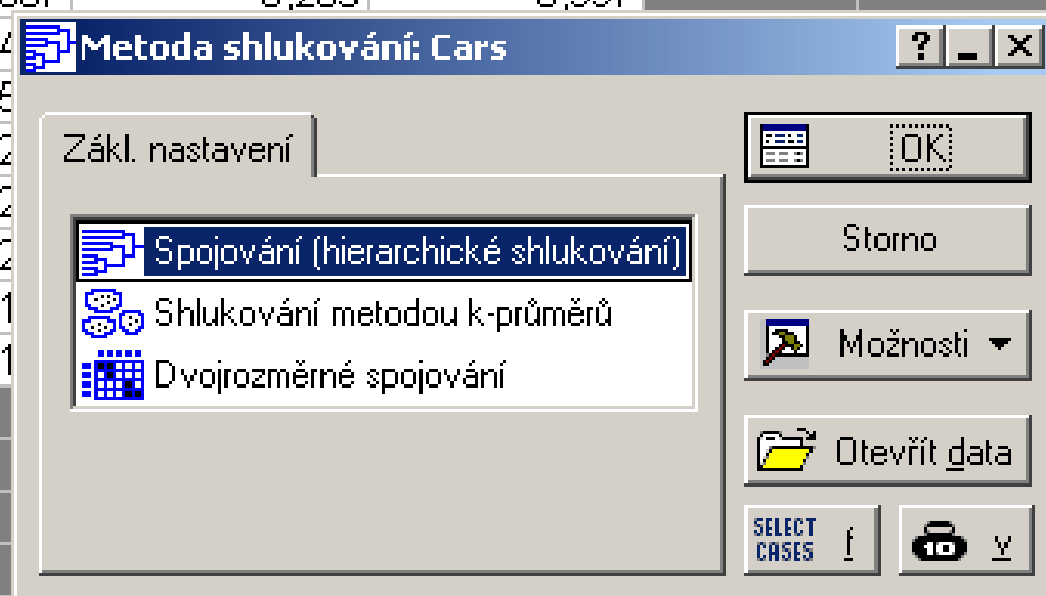 Metoda shlukování: Cars
Zákl. nastavení
Spojování (hierarchické shlukování)
Shlukování metodou k-průměrů
Dvojrozměrné spojování
OK
Storno
Možnosti
Otevřít data
SELECT
CASES
f
10
v